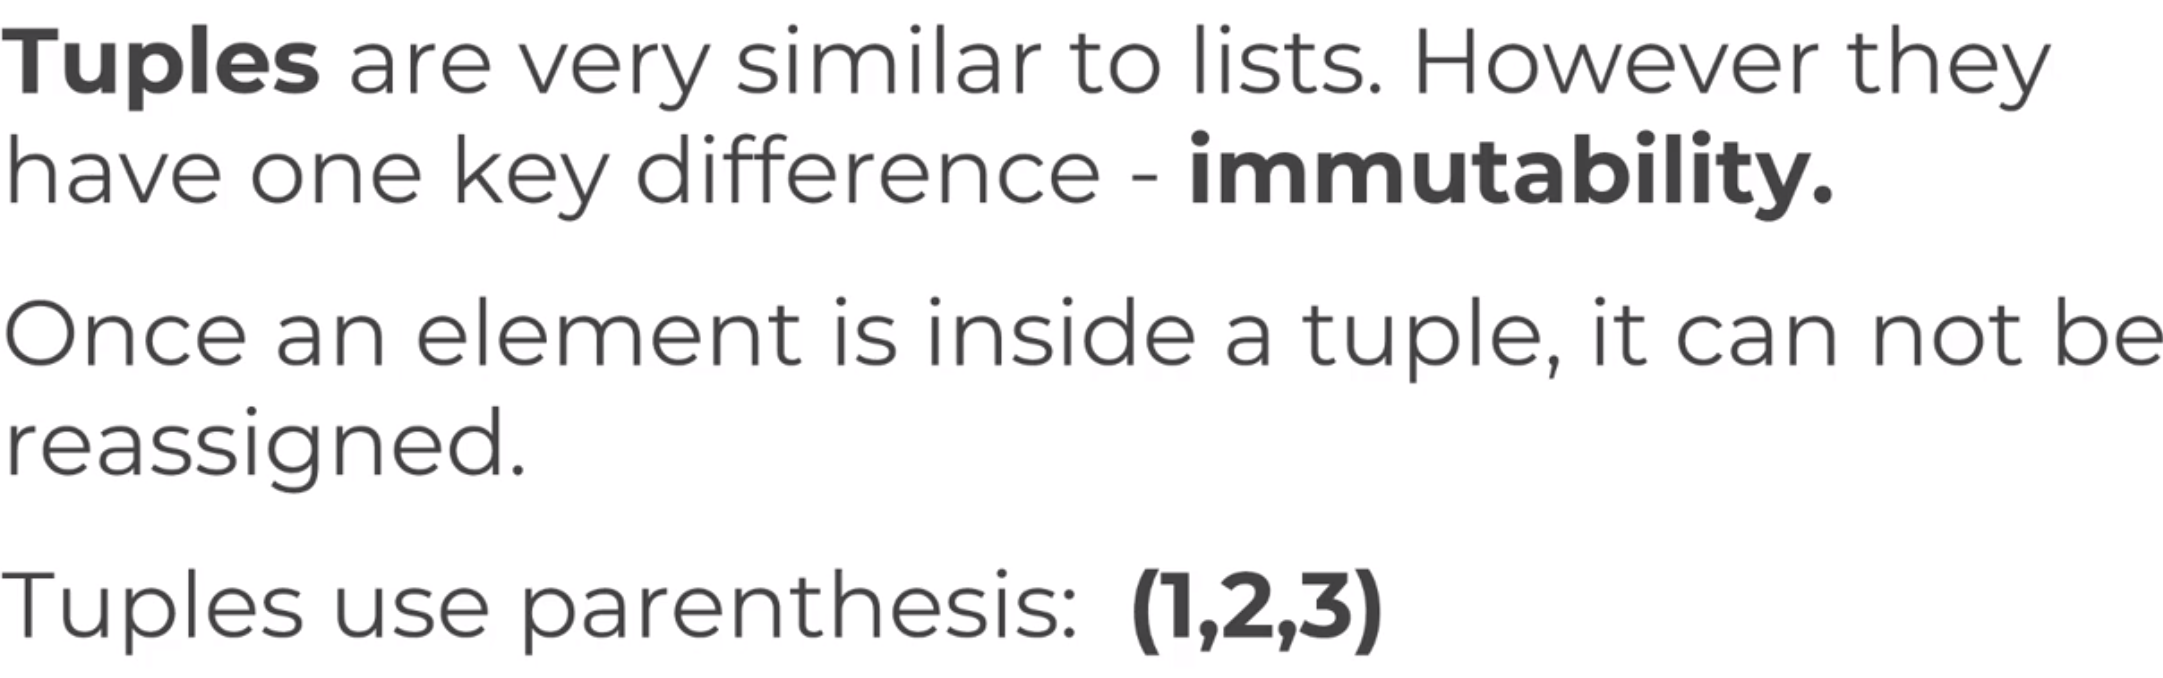 Tuples are very similar to lists. However they
have one key difference - immutability.
Once an element is inside a tuple, it can not be
reassigned.
Tuples use parenthesis: (1,2,3)